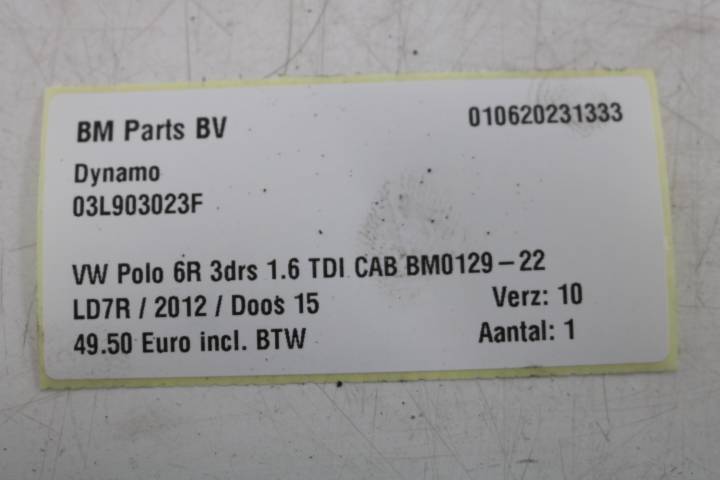 BM Parts BV 010620231333
Dynamo
03L903023F
VW Polo 6R 3drs 1.6 TDI CAB BM0129-22
LD7R / 2012 / Doos 15 Verz: 10
49.50 Euro incl. BTW Aantal: 1